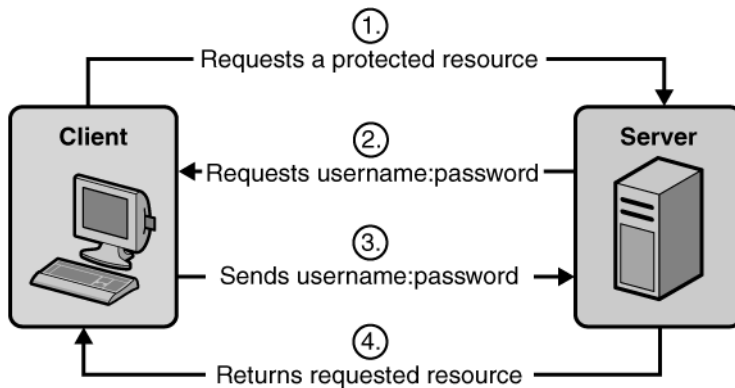 1.
Requests a protected resource
Client
Server
2.
Requests username:password
3.
Sends username:password
4.
Returns requested resource